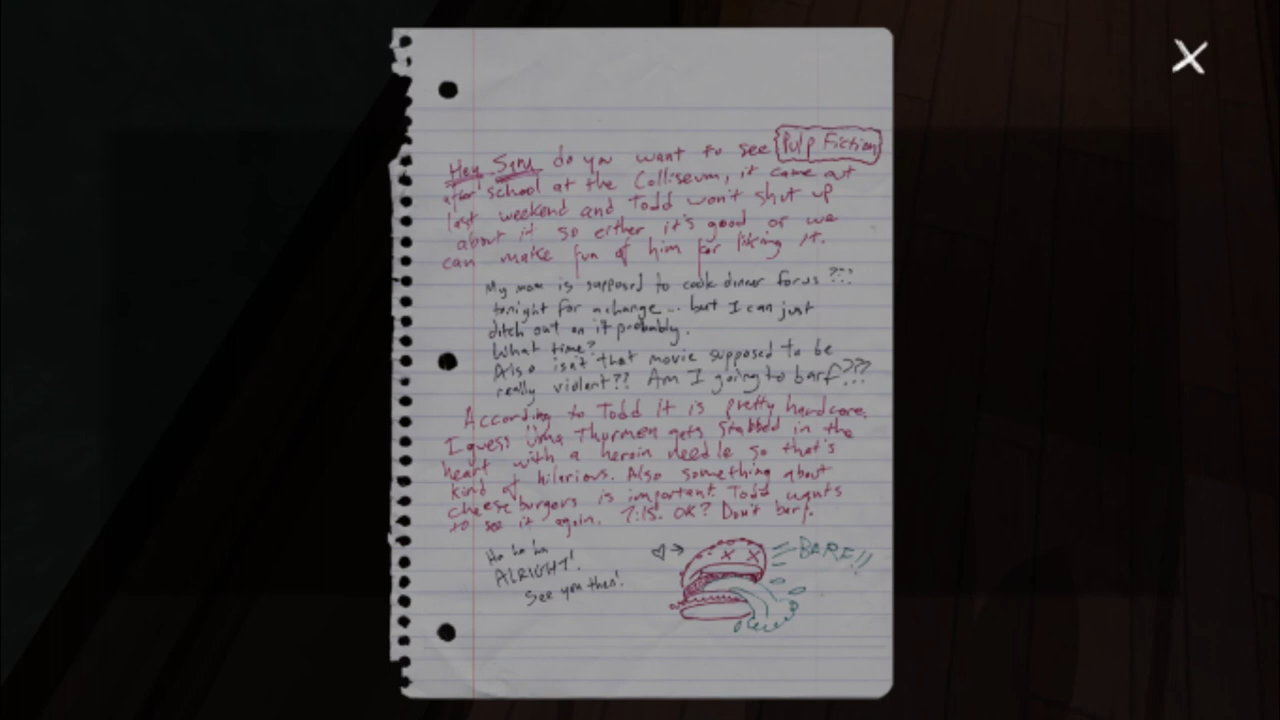 Hey Sam do you want to see Pulp Fiction
after school at the Colliseum, it came out
last weekend and Todd won't shut up
about it so either it's good or we
can make fun of him for liking it.
My mom is supposed to cook dinner for us ???
tonight for a change... but I can just
ditch out on it probably.
What time?
Also isn't that movie supposed to be
really violent?? Am I going to barf???
According to Todd it is pretty hardcore,
I guess Uma Thurmen gets stabbed in the
heart with a heroin needle so that's
kind of hilarious. Also something about
cheeseburgers is important. Todd wants
to see it again. 7:15. OK? Don't barf.
Ha ha ha
ALRIGHT!
See you then!
BARF!!